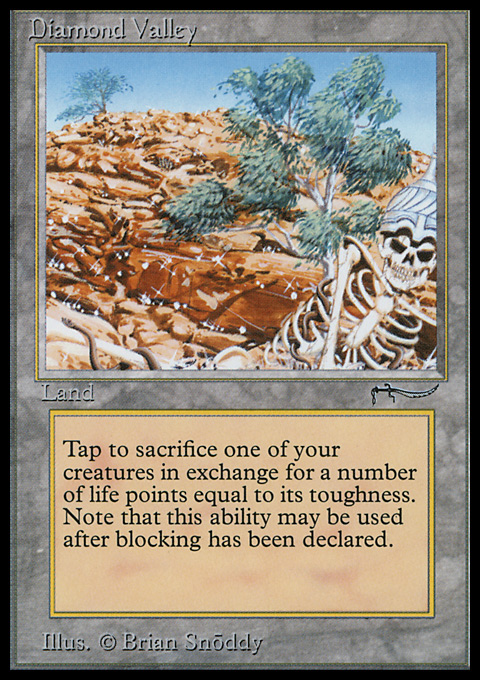 Diamond Valley
Land
Tap to sacrifice one of your
creatures in exchange for a number
of life points equal to its toughness.
Note that this ability may be used
after blocking has been declared.
Illus. © Brian Snōddy